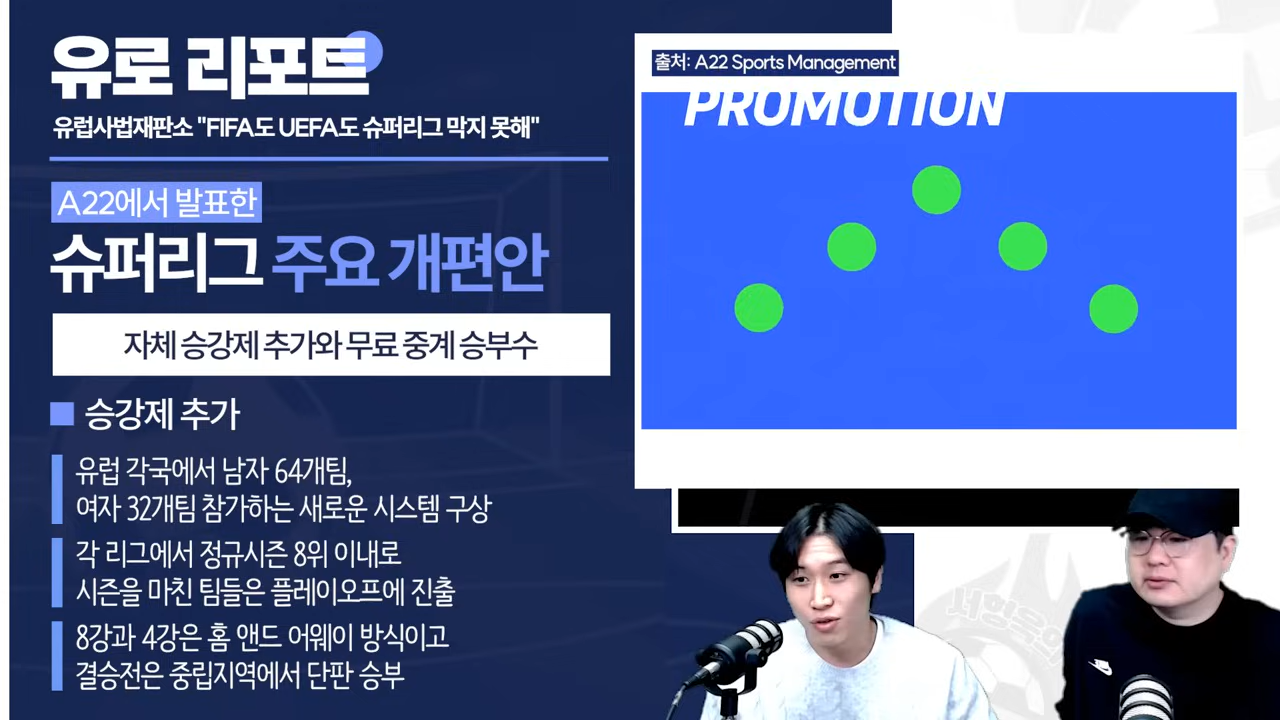 유로 리포트
유럽사법재판소 "FIFA도 UEFA도 슈퍼리그 막지 못해"
A22에서 발표한
슈퍼리그 주요 개편안
자체 승강제 추가와 무료 중계 승부수
승강제 추가
유럽 각국에서 남자 64개팀,
여자 32개팀 참가하는 새로운 시스템 구상
각 리그에서 정규시즌 8위 이내로
시즌을 마친 팀들은 플레이오프에 진출
8강과 4강은 홈 앤드 어웨이 방식이고
결승전은 중립지역에서 단판 승부
출처: A22 Sports Management
PROMOTION